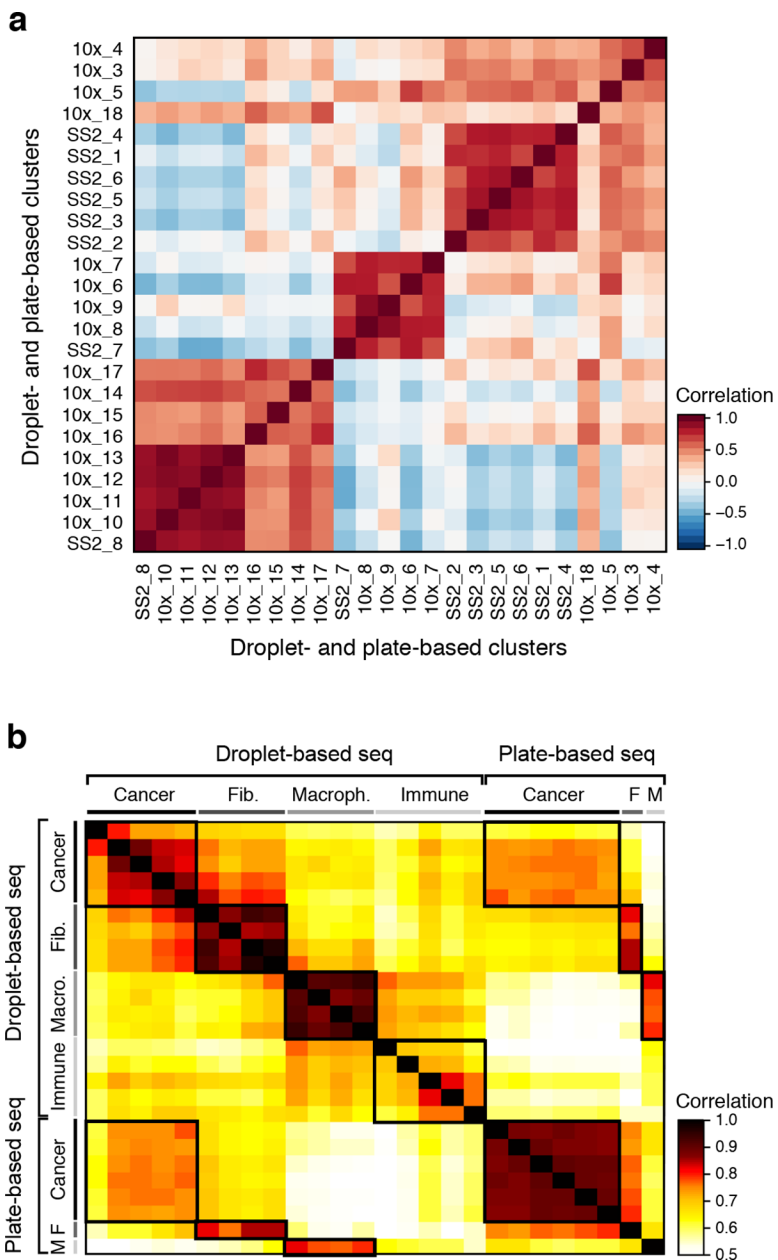 a
10x_4
10x_3
10x_5
10x_18
SS2_4
SS2_1
SS2_6
SS2_5
SS2_3
SS2_2
10x_7
10x_6
10x_9
10x_8
SS2_7
10x_17
10x_14
10x_15
10x_16
10x_13
10x_12
10x_11
10x_10
SS2_8
Droplet- and plate-based clusters
SS2_8 10x_10 10x_11 10x_12 10x_13 10x_16 10x_15 10x_14 10x_17 SS2_7 10x_8 10x_9 10x_6 10x_7 SS2_2 SS2_3 SS2_5 SS2_6 SS2_1 SS2_4 10x_18 10x_5 10x_3 10x_4
Droplet- and plate-based clusters
Correlation
1.0
0.5
0.0
−0.5
−1.0
b
Droplet-based seq Plate-based seq
Cancer Fib. Macroph. Immune Cancer F M
Droplet-based seq
Cancer
Fib.
Macro.
Immune
Plate-based seq
Cancer
F
M
Correlation
1.0
0.9
0.8
0.7
0.6
0.5